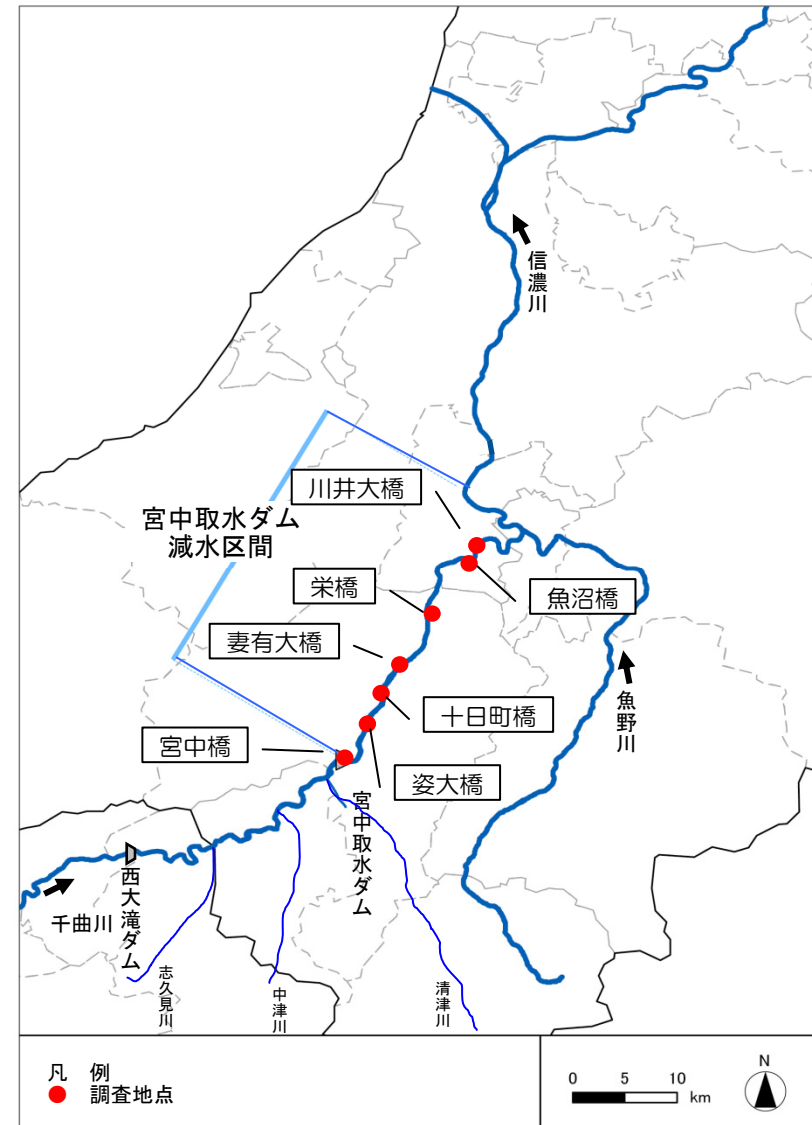 信濃川
川井大橋
宮中取水ダム
減水区間
栄橋
魚沼橋
妻有大橋
魚野川
十日町橋
宮中橋
姿大橋
宮中取水ダム
西大滝ダム
千曲川
志久見川
中津川
清津川
凡 例
調査地点
0 5 10
km
N